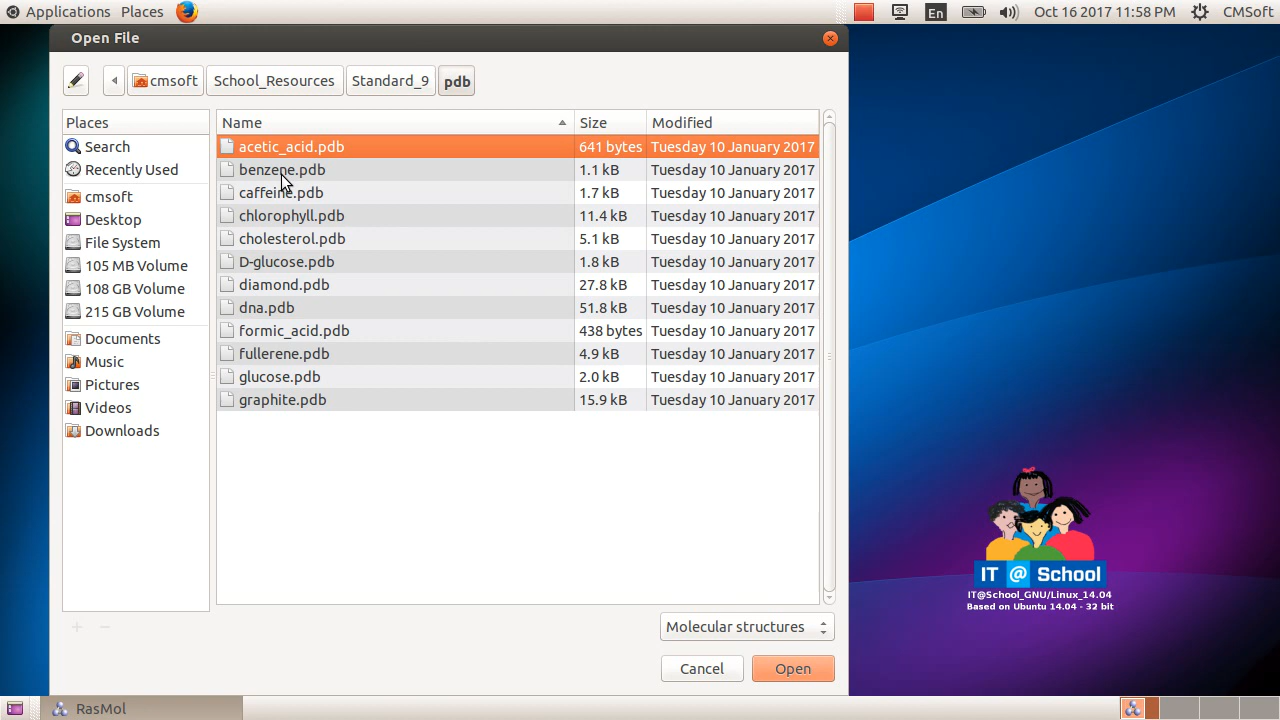 Applications Places En Oct 16 2017 11:58 PM CMSoft
Open File
cmsoft School_Resources Standard_9 pdb
Places
Search
Recently Used
cmsoft
Desktop
File System
105 MB Volume
108 GB Volume
215 GB Volume
Documents
Music
Pictures
Videos
Downloads
Name Size Modified
acetic_acid.pdb 641 bytes Tuesday 10 January 2017
benzene.pdb 1.1 kB Tuesday 10 January 2017
caffeine.pdb 1.7 kB Tuesday 10 January 2017
chlorophyll.pdb 11.4 kB Tuesday 10 January 2017
cholesterol.pdb 5.1 kB Tuesday 10 January 2017
D-glucose.pdb 1.8 kB Tuesday 10 January 2017
diamond.pdb 27.8 kB Tuesday 10 January 2017
dna.pdb 51.8 kB Tuesday 10 January 2017
formic_acid.pdb 438 bytes Tuesday 10 January 2017
fullerene.pdb 4.9 kB Tuesday 10 January 2017
glucose.pdb 2.0 kB Tuesday 10 January 2017
graphite.pdb 15.9 kB Tuesday 10 January 2017
Molecular structures
Cancel Open
IT @ School
IT@School_GNU/Linux_14.04
Based on Ubuntu 14.04 - 32 bit
RasMol